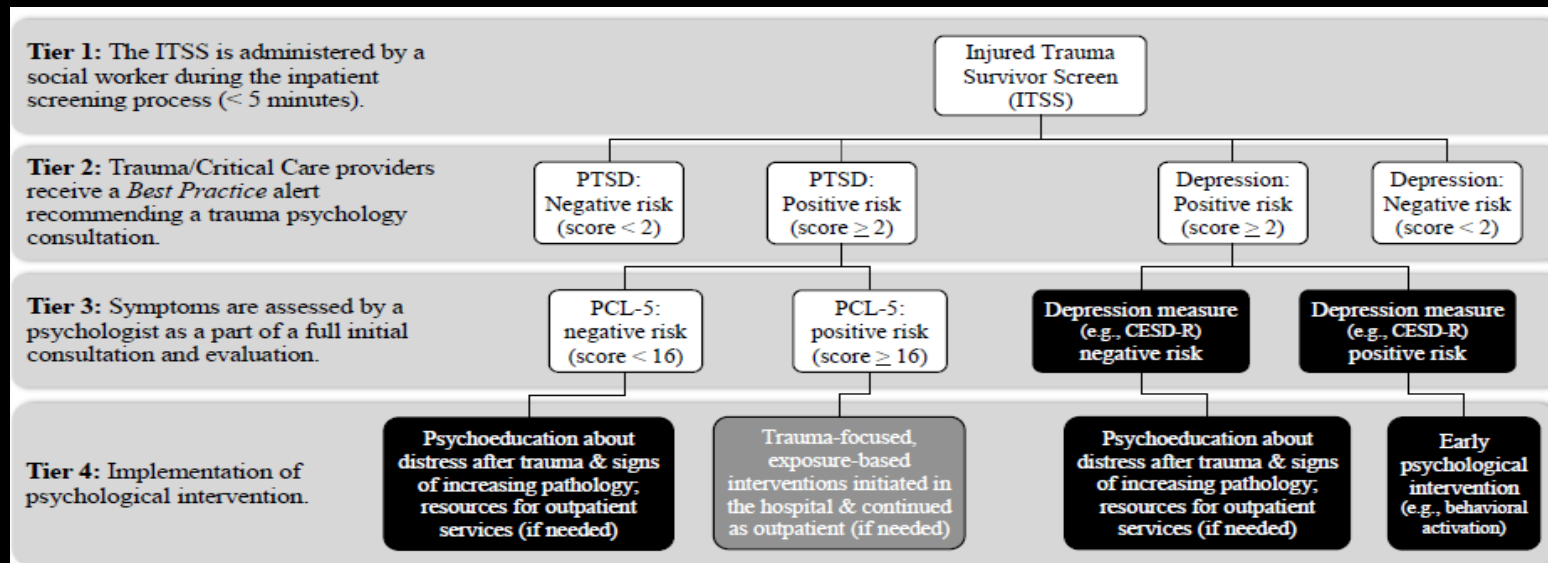 Tier 1: The ITSS is administered by a
social worker during the inpatient
screening process (< 5 minutes).
Injured Trauma
Survivor Screen
(ITSS)
Tier 2: Trauma/Critical Care providers
receive a Best Practice alert
recommending a trauma psychology
consultation.
PTSD:
Negative risk
(score < 2)
PTSD:
Positive risk
(score ≥ 2)
Depression:
Positive risk
(score ≥ 2)
Depression:
Negative risk
(score < 2)
Tier 3: Symptoms are assessed by a
psychologist as a part of a full initial
consultation and evaluation.
PCL-5:
negative risk
(score < 16)
PCL-5:
positive risk
(score ≥ 16)
Depression measure
(e.g., CESD-R)
negative risk
Depression measure
(e.g., CESD-R)
positive risk
Tier 4: Implementation of
psychological intervention.
Psychoeducation about
distress after trauma & signs
of increasing pathology;
resources for outpatient
services (if needed)
Trauma-focused,
exposure-based
interventions initiated in
the hospital & continued
as outpatient (if needed)
Psychoeducation about
distress after trauma & signs
of increasing pathology;
resources for outpatient
services (if needed)
Early
psychological
intervention
(e.g., behavioral
activation)